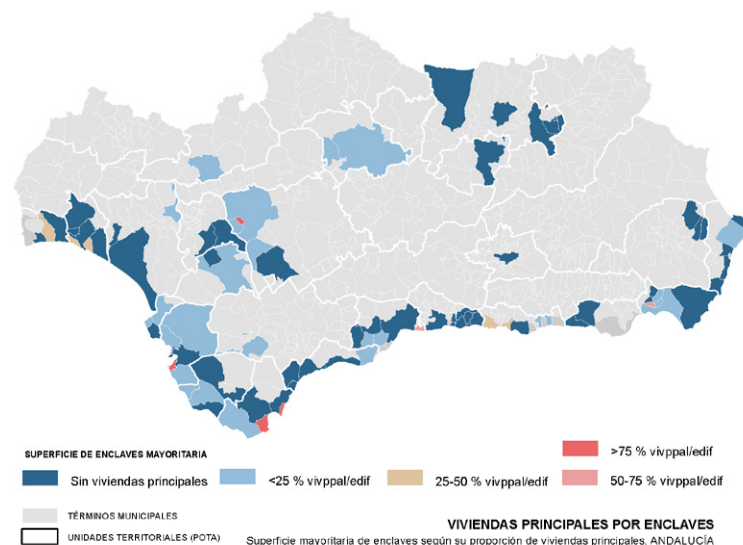 SUPERFICIE DE ENCLAVES MAYORITARIA
>75 % vivppal/edif
Sin viviendas principales
<25 % vivppal/edif
25-50 % vivppal/edif
50-75 % vivppal/edif
TÉRMINOS MUNICIPALES
UNIDADES TERRITORIALES (POTA)
VIVIENDAS PRINCIPALES POR ENCLAVES
Superficie mayoritaria de enclaves según su proporción de viviendas principales. ANDALUCÍA